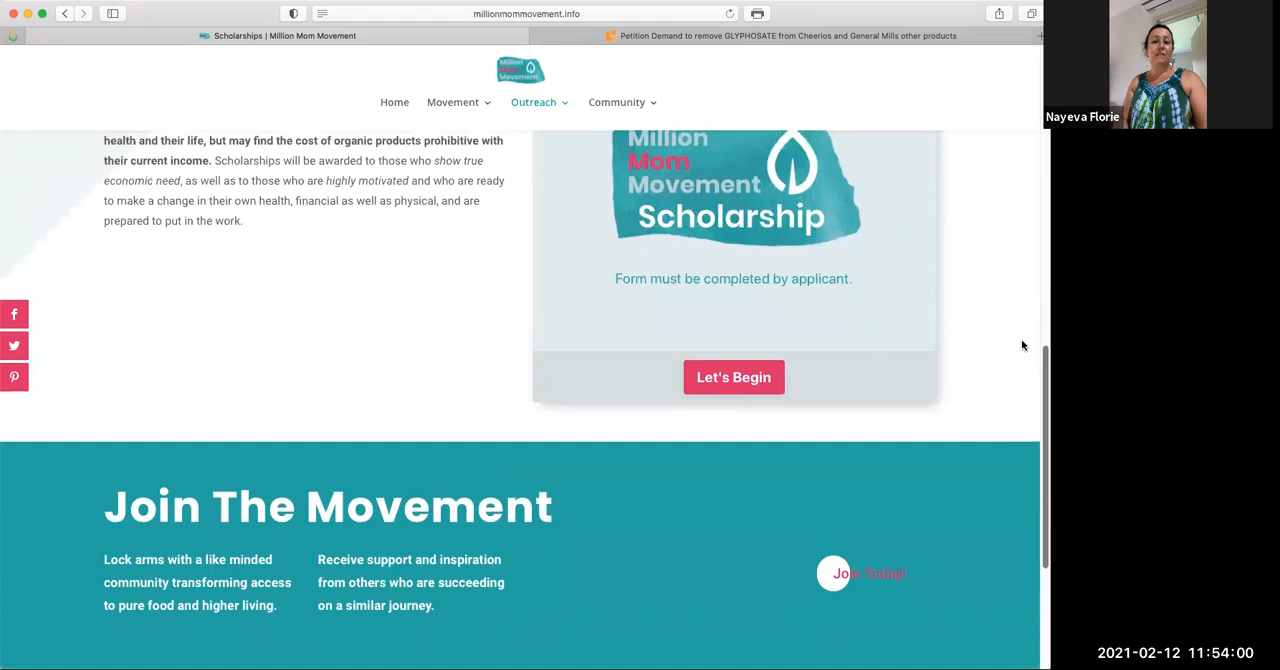 millionmommovement.info
Scholarships | Million Mom Movement
Petition Demand to remove GLYPHOSATE from Cheerios and General Mills other products
Million
Mom
Movement
Home
Movement
Outreach
Community
Nayeva Florie
health and their life, but may find the cost of organic products prohibitive with
their current income. Scholarships will be awarded to those who show true
economic need, as well as to those who are highly motivated and who are ready
to make a change in their own health, financial as well as physical, and are
prepared to put in the work.
Million
Mom
Movement
Scholarship
Form must be completed by applicant.
Let's Begin
Join The Movement
Lock arms with a like minded
community transforming access
to pure food and higher living.
Receive support and inspiration
from others who are succeeding
on a similar journey.
Join Today!
2021-02-12 11:54:00